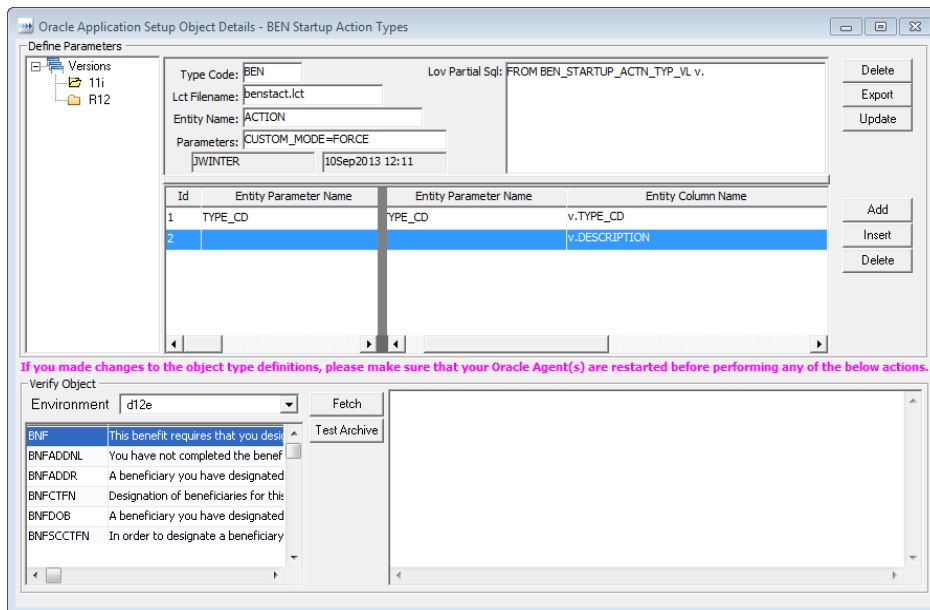 Oracle Application Setup Object Details - BEN Startup Action Types
Define Parameters
Versions
11i
R12
Type Code: BEN
Lct Filename: benstact.lct
Entity Name: ACTION
Parameters: CUSTOM_MODE=FORCE
JWINTER 10Sep2013 12:11
Lov Partial Sql: FROM BEN_STARTUP_ACTN_TYP_VL v.
Delete
Export
Update
Id Entity Parameter Name Entity Parameter Name Entity Column Name
1 TYPE_CD YPE_CD v.TYPE_CD
2 v.DESCRIPTION
Add
Insert
Delete
If you made changes to the object type definitions, please make sure that your Oracle Agent(s) are restarted before performing any of the below actions.
Verify Object
Environment d12e Fetch
Test Archive
BNF This benefit requires that you desi
BNFADDNL You have not completed the benef
BNFADDR A beneficiary you have designated
BNFCTFN Designation of beneficiaries for this
BNFDOB A beneficiary you have designated
BNFSCCTFN In order to designate a beneficiary